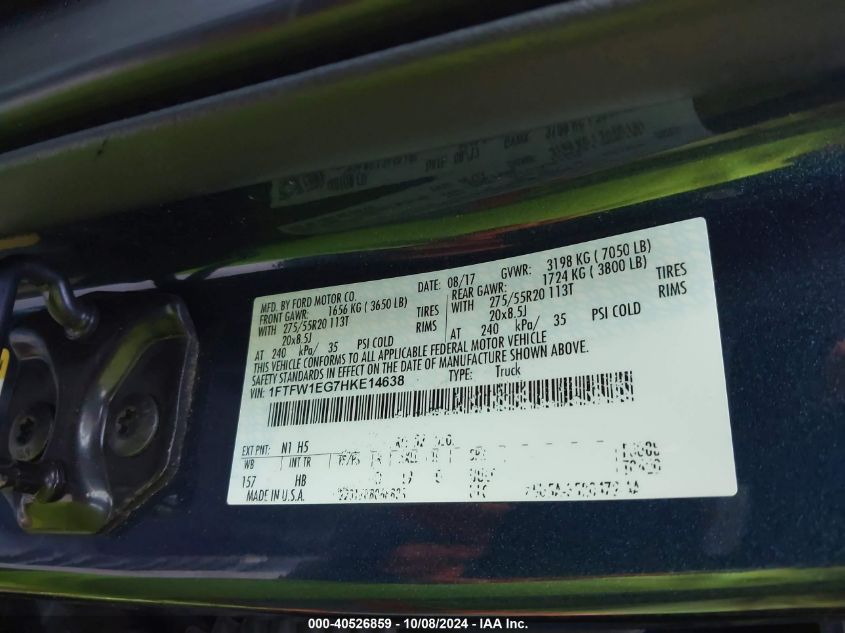 MFD. BY FORD MOTOR CO.
DATE: 08/17 GVWR: 3198 KG ( 7050 LB)
FRONT GAWR: 1656 KG ( 3650 LB)
REAR GAWR: 1724 KG ( 3800 LB)
WITH 275/55R20 113T TIRES
WITH 275/55R20 113T TIRES
20x8.5J RIMS
20x8.5J RIMS
AT 240 kPa/ 35 PSI COLD
AT 240 kPa/ 35 PSI COLD
THIS VEHICLE CONFORMS TO ALL APPLICABLE FEDERAL MOTOR VEHICLE
SAFETY STANDARDS IN EFFECT ON THE DATE OF MANUFACTURE SHOWN ABOVE.
VIN: 1FTFW1EG7HKE14638 TYPE: Truck
EXT PNT: N1 H5
WB INT TR
157 HB
MADE IN U.S.A.
000-40526859 - 10/08/2024 - IAA Inc.